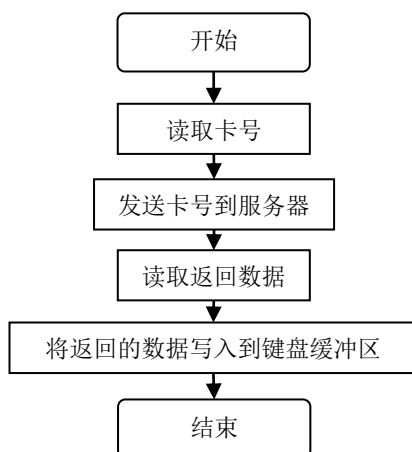 开始
读取卡号
发送卡号到服务器
读取返回数据
将返回的数据写入到键盘缓冲区
结束